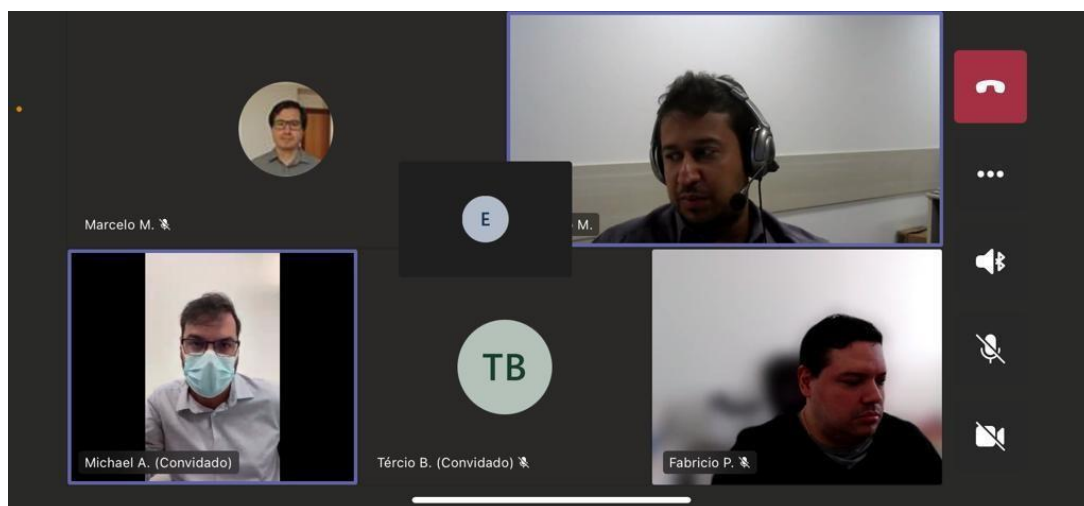 E
M.
Marcelo M.
TB
Michael A. (Convidado)
Tércio B. (Convidado)
Fabricio P.